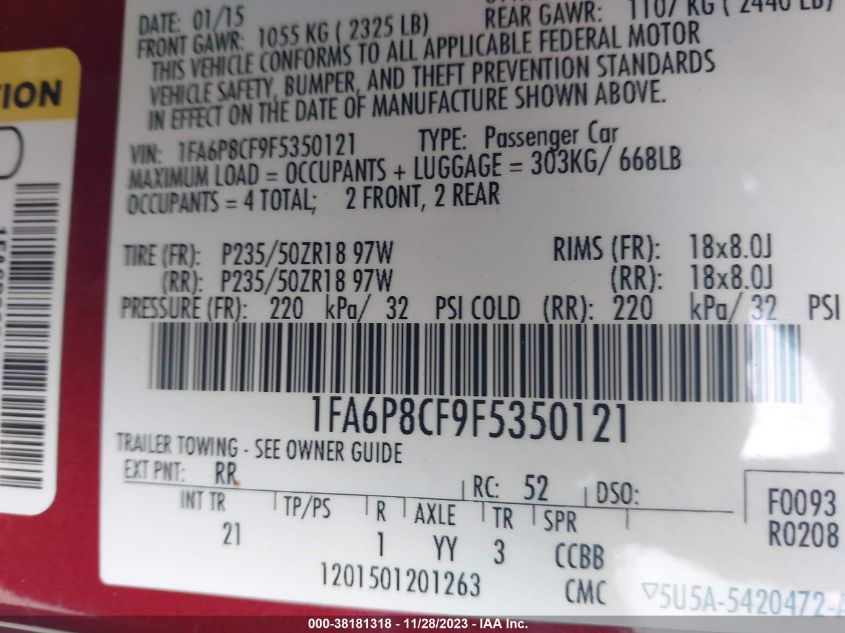 DATE: 01/15
FRONT GAWR: 1055 KG ( 2325 LB)
REAR GAWR: 1107 KG ( 2440 LB)
THIS VEHICLE CONFORMS TO ALL APPLICABLE FEDERAL MOTOR
VEHICLE SAFETY, BUMPER, AND THEFT PREVENTION STANDARDS
IN EFFECT ON THE DATE OF MANUFACTURE SHOWN ABOVE.
VIN: 1FA6P8CF9F5350121 TYPE: Passenger Car
MAXIMUM LOAD = OCCUPANTS + LUGGAGE = 303KG/ 668LB
OCCUPANTS = 4 TOTAL; 2 FRONT, 2 REAR
TIRE (FR): P235/50ZR18 97W RIMS (FR): 18x8.0J
(RR): P235/50ZR18 97W (RR): 18x8.0J
PRESSURE (FR): 220 kPa/ 32 PSI COLD (RR): 220 kPa/ 32 PSI
1FA6P8CF9F5350121
TRAILER TOWING - SEE OWNER GUIDE
EXT PNT: RR RC: 52 DSO:
INT TR TP/PS R AXLE TR SPR
21 1 YY 3 CCBB
F0093
R0208
1201501201263 CMC ▽5U5A-5420472-A
TION
000-38181318 - 11/28/2023 - IAA Inc.